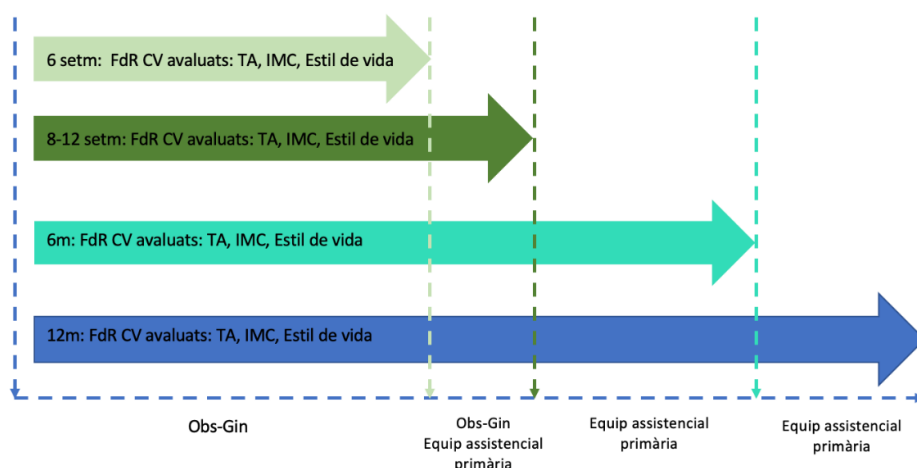 6 setm:  FdR CV avaluats: TA, IMC, Estil de vida
8-12 setm: FdR CV avaluats: TA, IMC, Estil de vida
6m: FdR CV avaluats: TA, IMC, Estil de vida
12m: FdR CV avaluats: TA, IMC, Estil de vida
Obs-Gin
Obs-Gin
Equip assistencial
primària
Equip assistencial
primària
Equip assistencial
primària